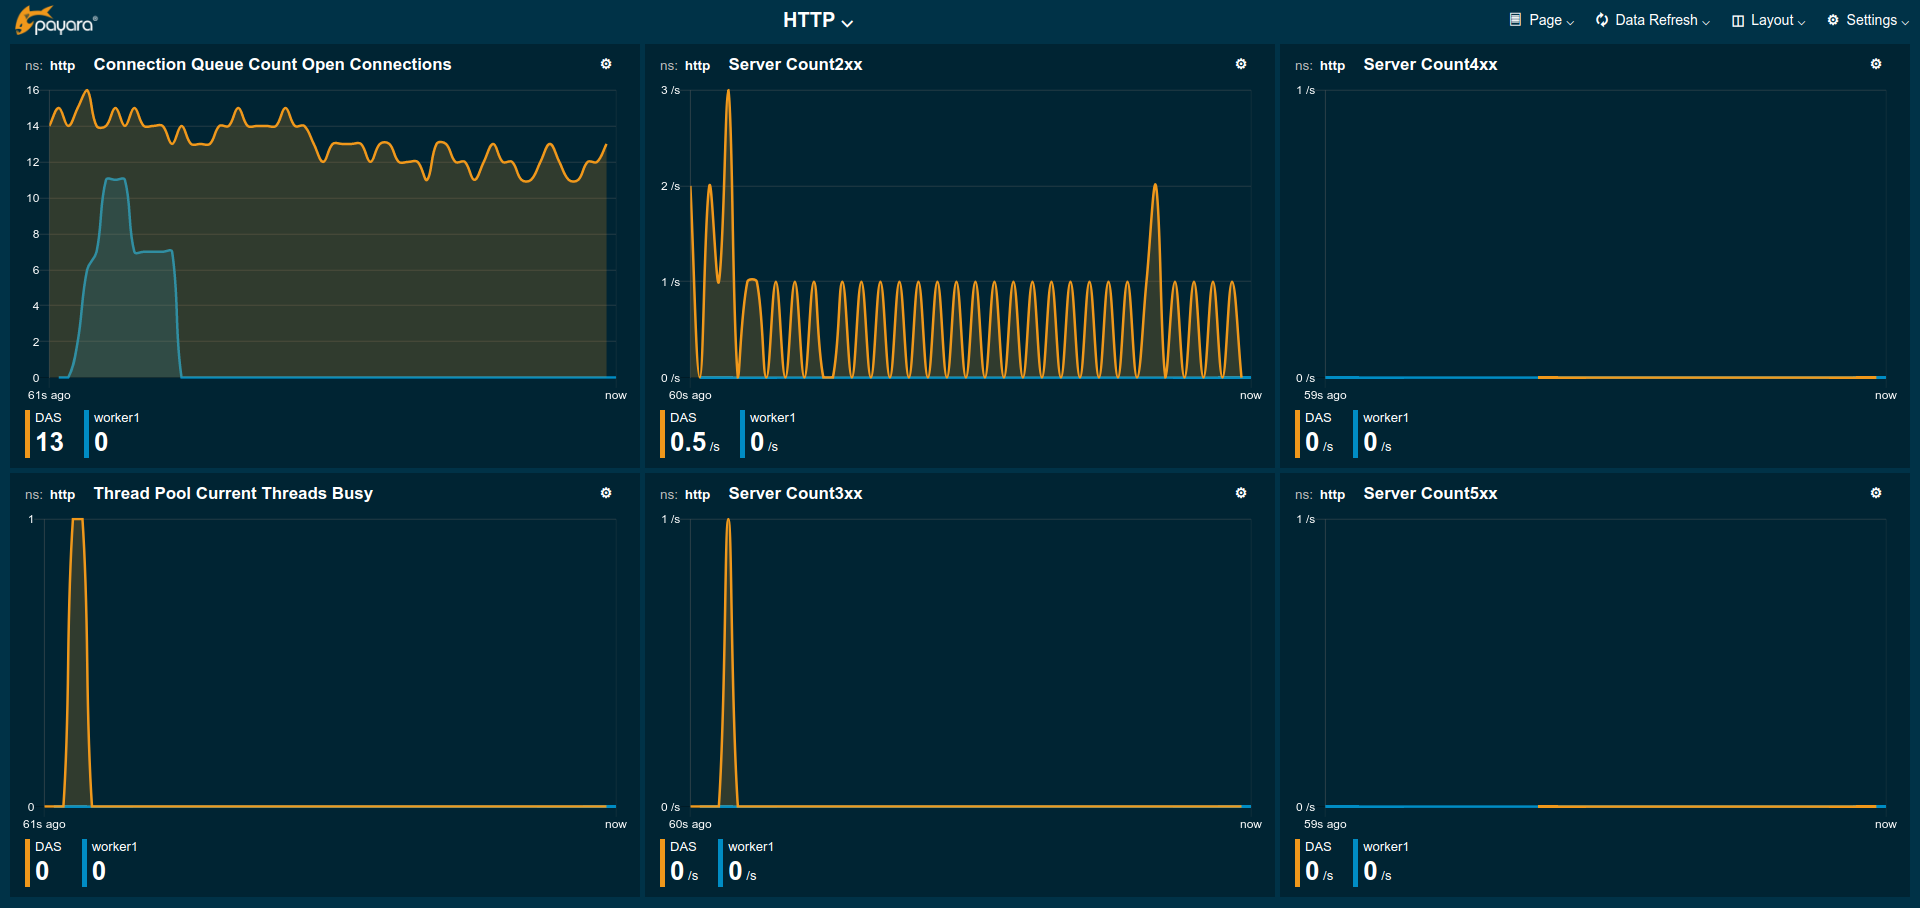 payara®
HTTP
Page
Data Refresh
Layout
Settings
ns: http Connection Queue Count Open Connections
16
14
12
10
8
6
4
2
0
61s ago
now
DAS
13
worker1
0
ns: http Server Count2xx
3 /s
2 /s
1 /s
0 /s
60s ago
now
DAS
0.5 /s
worker1
0 /s
ns: http Server Count4xx
1 /s
0 /s
59s ago
now
DAS
0 /s
worker1
0 /s
ns: http Thread Pool Current Threads Busy
1
0
61s ago
now
DAS
0
worker1
0
ns: http Server Count3xx
1 /s
0 /s
60s ago
now
DAS
0 /s
worker1
0 /s
ns: http Server Count5xx
1 /s
0 /s
59s ago
now
DAS
0 /s
worker1
0 /s